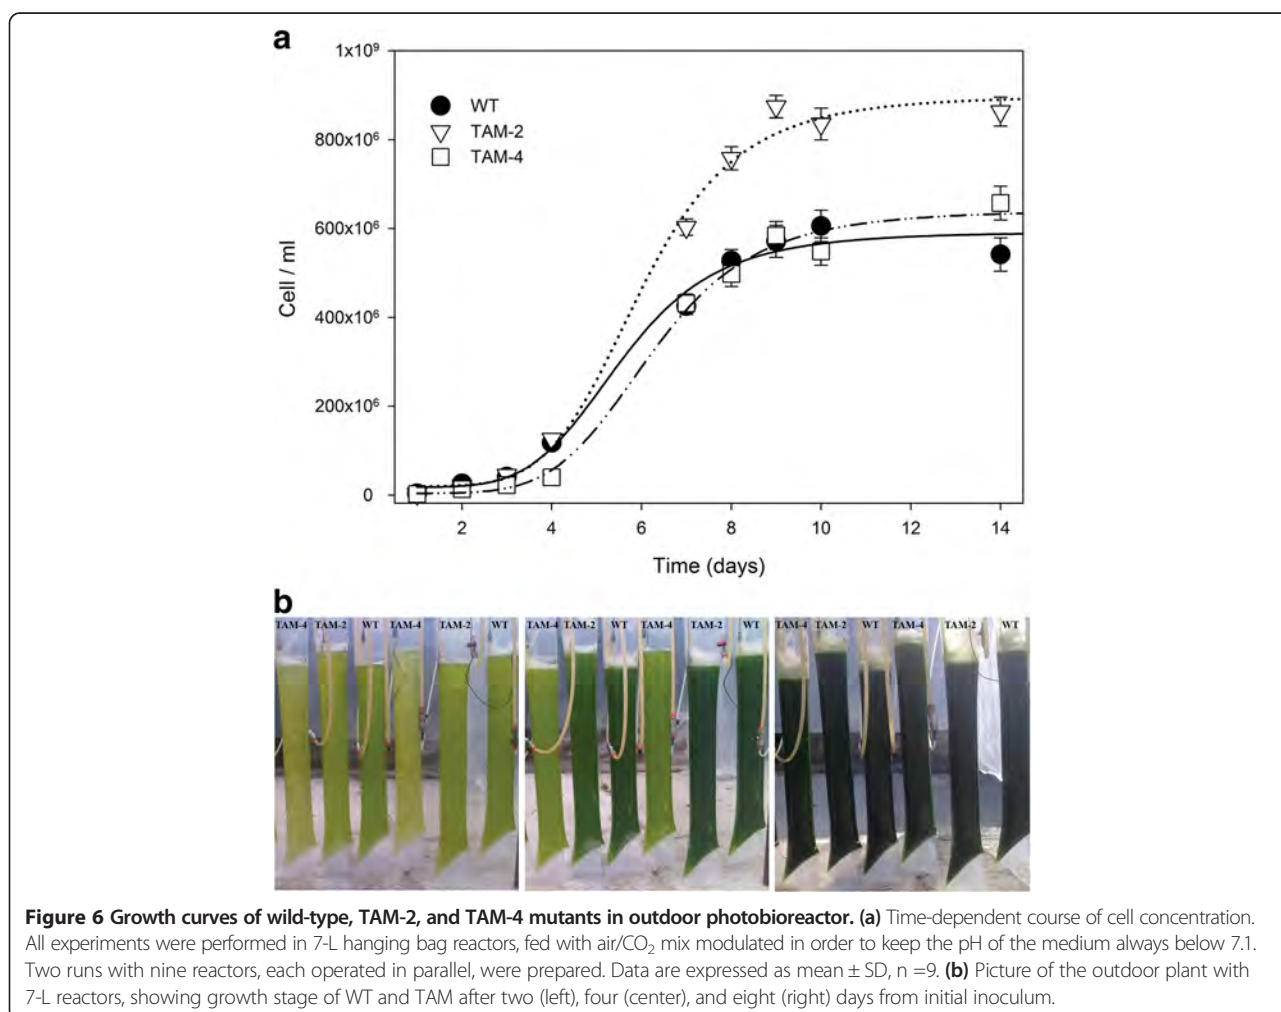 a
1x10⁹
800x10⁶
600x10⁶
400x10⁶
200x10⁶
0
Cell / ml
WT
TAM-2
TAM-4
2 4 6 8 10 12 14
Time (days)
b
TAM-4 TAM-2 WT TAM-4 TAM-2 WT TAM-4 TAM-2 WT TAM-4 TAM-2 WT TAM-4 TAM-2 WT TAM-4 TAM-2 WT
Figure 6 Growth curves of wild-type, TAM-2, and TAM-4 mutants in outdoor photobioreactor. (a) Time-dependent course of cell concentration.
All experiments were performed in 7-L hanging bag reactors, fed with air/CO₂ mix modulated in order to keep the pH of the medium always below 7.1.
Two runs with nine reactors, each operated in parallel, were prepared. Data are expressed as mean ± SD, n =9. (b) Picture of the outdoor plant with
7-L reactors, showing growth stage of WT and TAM after two (left), four (center), and eight (right) days from initial inoculum.